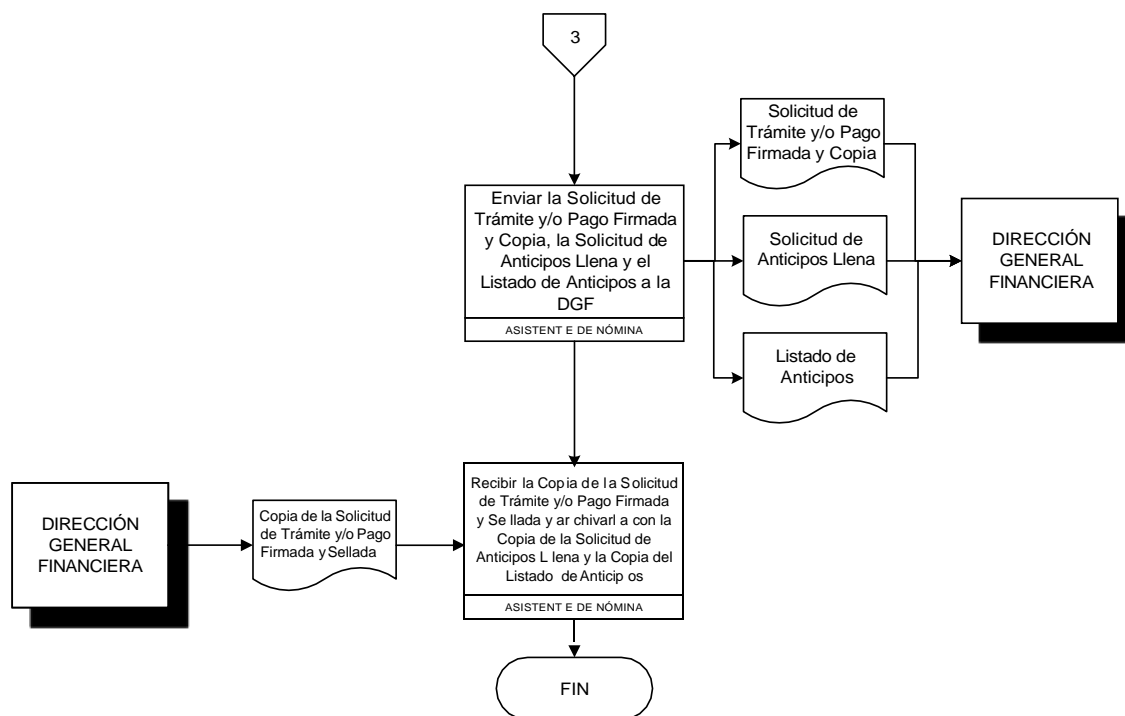 3
Solicitud de
Trámite y/o Pago
Firmada y Copia
Enviar la Solicitud de
Trámite y/o Pago Firmada
y Copia, la Solicitud de
Anticipos Llena y el
Listado de Anticipos a la
DGF
ASISTENT E DE NÓMINA
Solicitud de
Anticipos Llena
DIRECCIÓN
GENERAL
FINANCIERA
Listado de
Anticipos
DIRECCIÓN
GENERAL
FINANCIERA
Copia de la Solicitud
de Trámite y/o Pago
Firmada y Sellada
Recibir la Copia de la Solicitud
de Trámite y/o Pago Firmada
y Se llada y ar chivarl a con la
Copia de la Solicitud de
Anticipos L lena y la Copia del
Listado de Anticip os
ASISTENT E DE NÓMINA
FIN